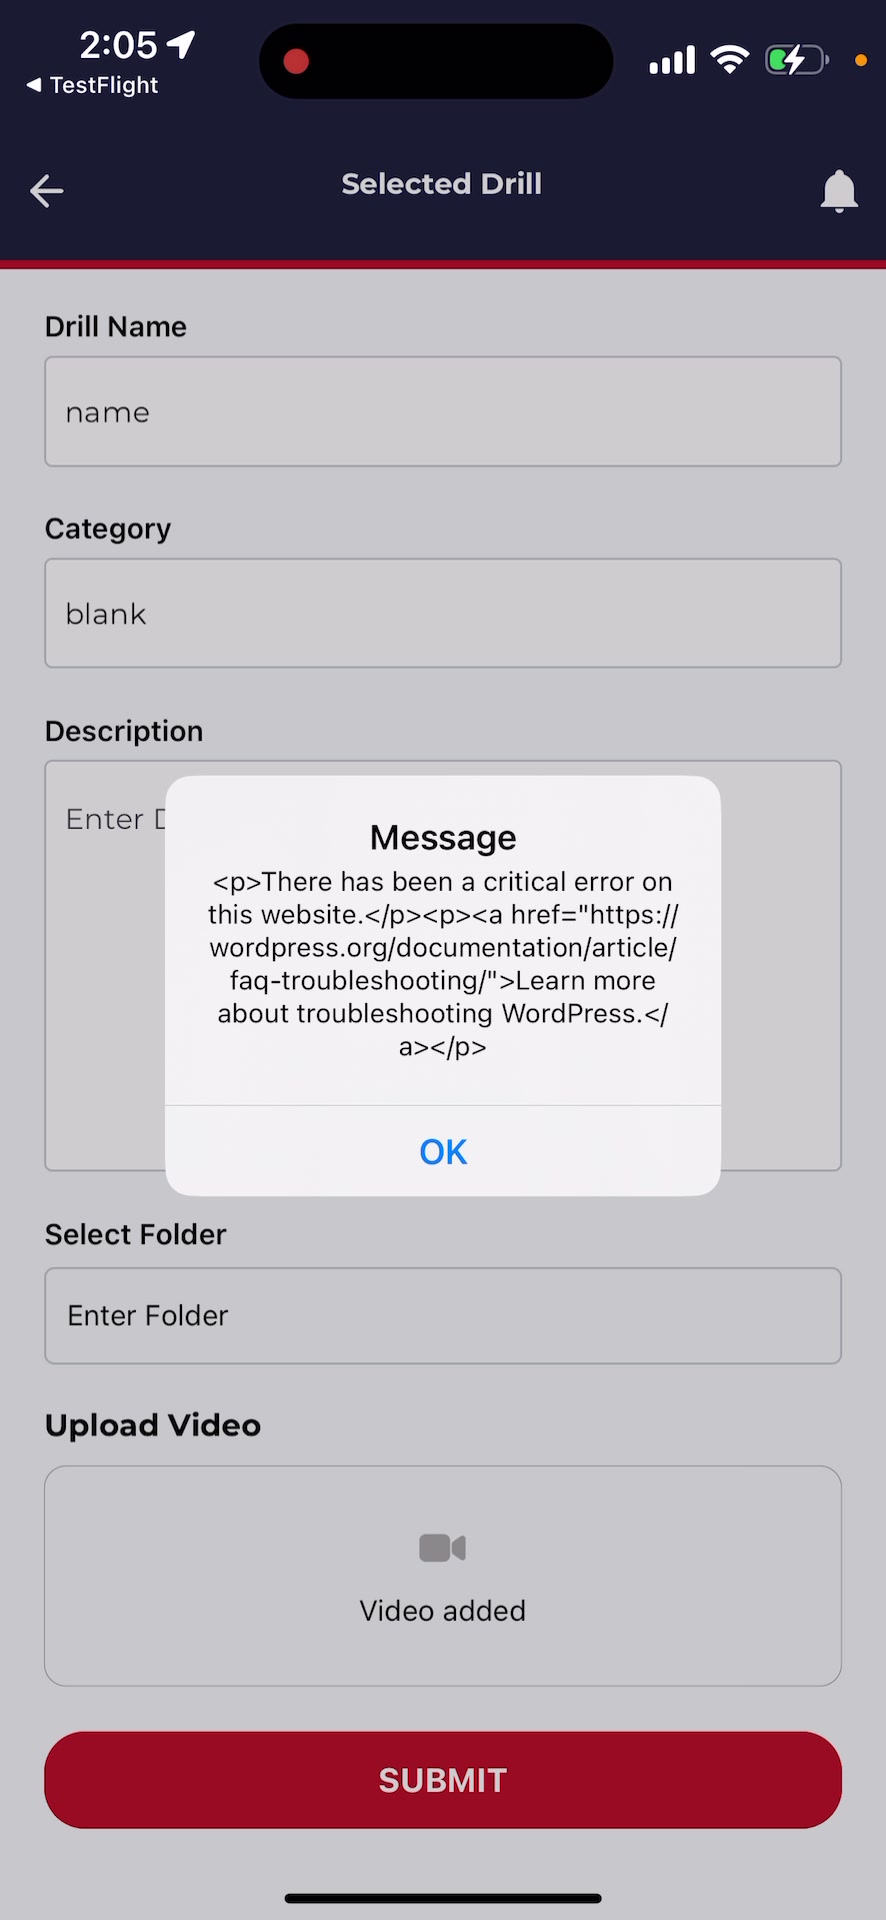 2:05
◀ TestFlight
Selected Drill
Drill Name
name
Category
blank
Description
Enter D
Message
<p>There has been a critical error on
this website.</p><p><a href="https://
wordpress.org/documentation/article/
faq-troubleshooting/">Learn more
about troubleshooting WordPress.</
a></p>
OK
Select Folder
Enter Folder
Upload Video
Video added
SUBMIT